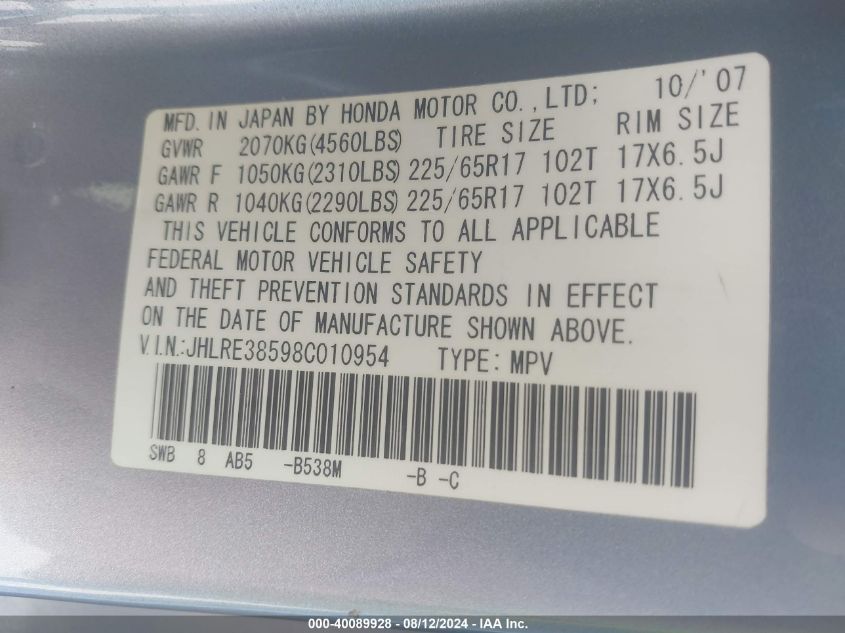 MFD. IN JAPAN BY HONDA MOTOR CO., LTD; 10/'07
GVWR 2070KG(4560LBS) TIRE SIZE RIM SIZE
GAWR F 1050KG(2310LBS) 225/65R17 102T 17X6.5J
GAWR R 1040KG(2290LBS) 225/65R17 102T 17X6.5J
THIS VEHICLE CONFORMS TO ALL APPLICABLE
FEDERAL MOTOR VEHICLE SAFETY
AND THEFT PREVENTION STANDARDS IN EFFECT
ON THE DATE OF MANUFACTURE SHOWN ABOVE.
V.I.N.:JHLRE38598C010954 TYPE: MPV
SWB 8 AB5 -B538M -B -C
000-40089928 - 08/12/2024 - IAA Inc.